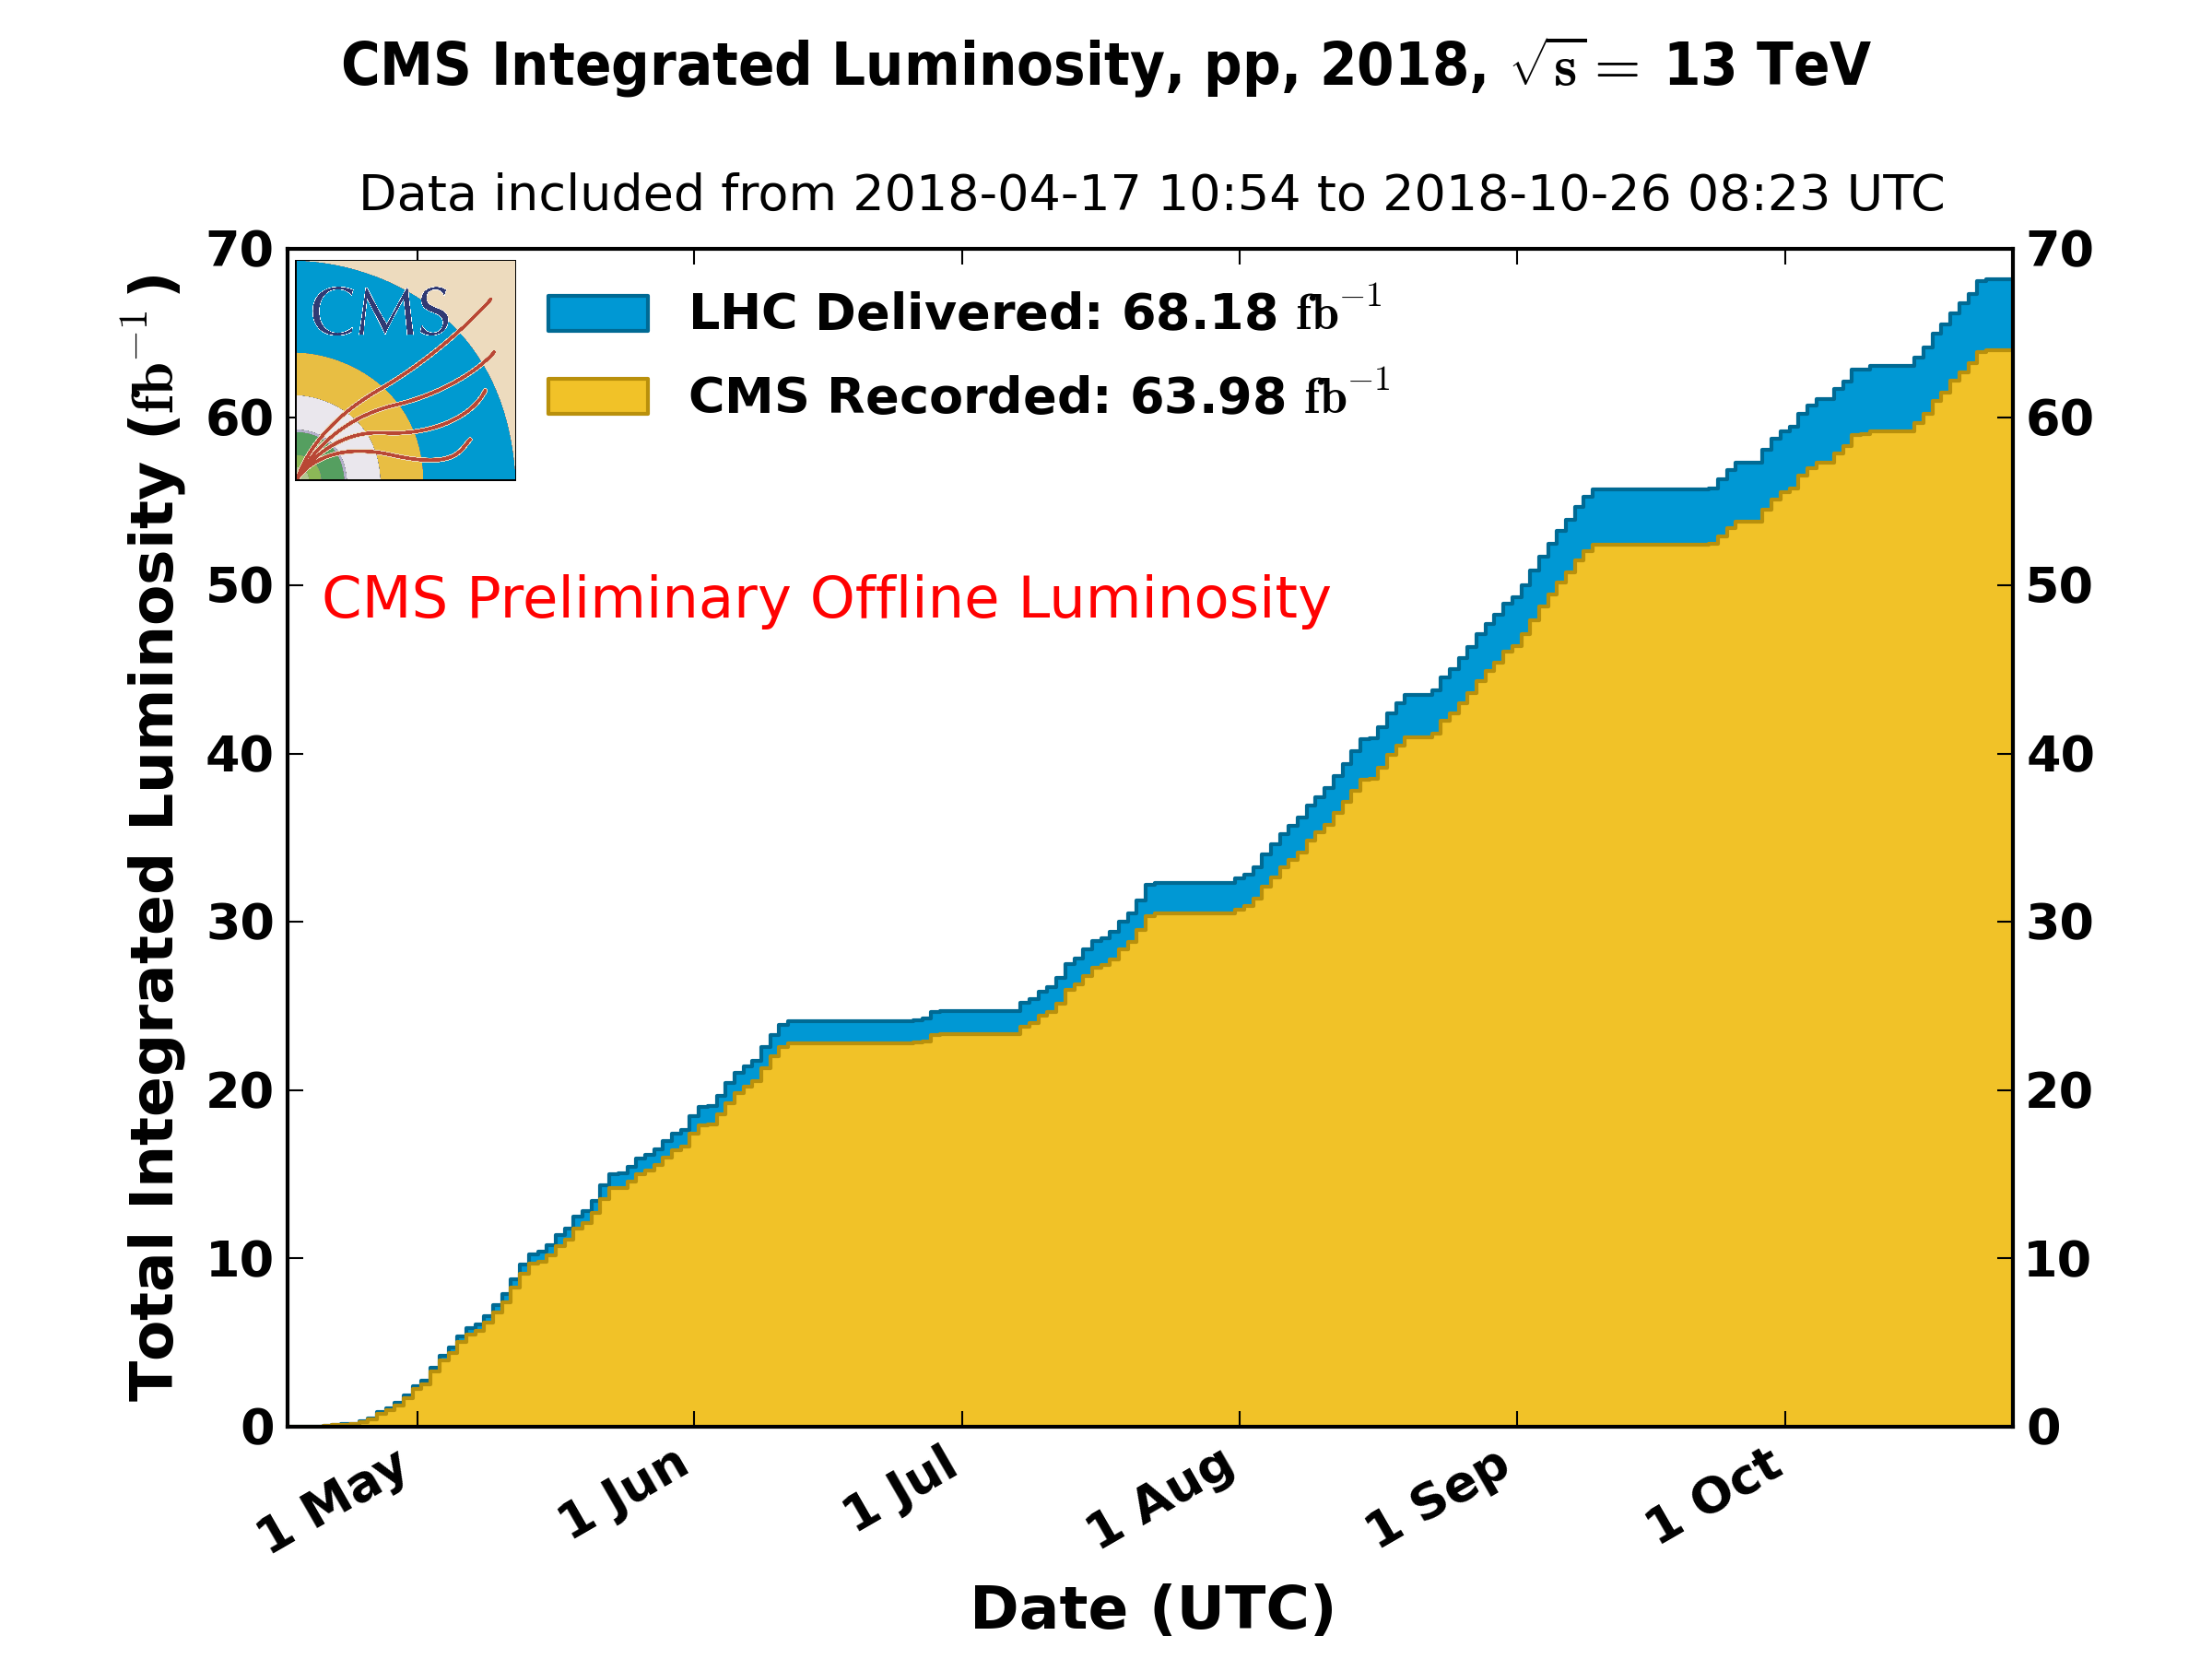 CMS Integrated Luminosity, pp, 2018, √s = 13 TeV
Data included from 2018-04-17 10:54 to 2018-10-26 08:23 UTC
CMS
LHC Delivered: 68.18 fb⁻¹
CMS Recorded: 63.98 fb⁻¹
CMS Preliminary Offline Luminosity
Total Integrated Luminosity (fb⁻¹)
70
60
50
40
30
20
10
0
70
60
50
40
30
20
10
0
1 May
1 Jun
1 Jul
1 Aug
1 Sep
1 Oct
Date (UTC)